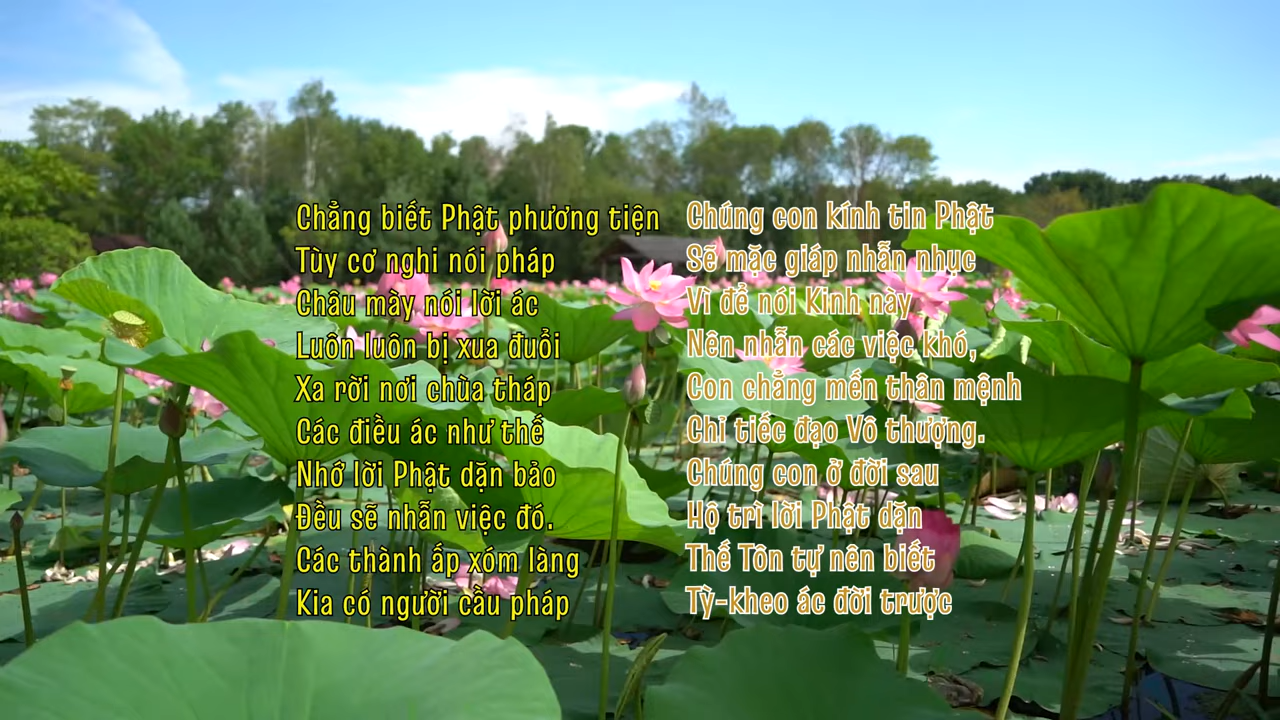 Chẳng biết Phật phương tiện
Tùy cơ nghi nói pháp
Châu mày nói lời ác
Luôn luôn bị xua đuổi
Xa rời nơi chùa tháp
Các điều ác như thế
Nhớ lời Phật dặn bảo
Đều sẽ nhẫn việc đó.
Các thành ấp xóm làng
Kia có người cầu pháp
Chúng con kính tin Phật
Sẽ mặc giáp nhẫn nhục
Vì để nói Kinh này
Nên nhẫn các việc khó,
Con chẳng mến thân mệnh
Chỉ tiếc đạo Vô thượng.
Chúng con ở đời sau
Hộ trì lời Phật dặn
Thế Tôn tự nên biết
Tỳ-kheo ác đời trược